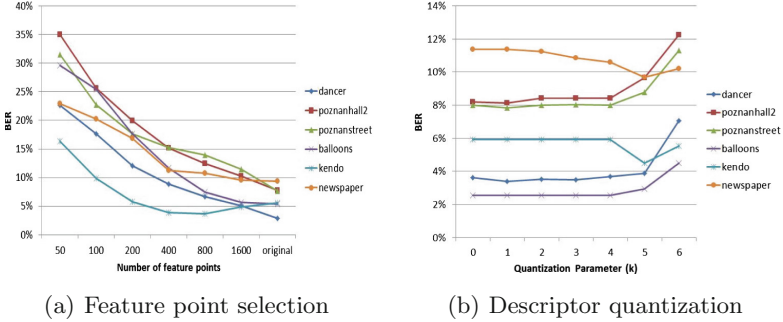 40%
35%
30%
25%
20%
15%
10%
5%
0%
BER
50 100 200 400 800 1600 original
Number of feature points
dancer
poznanhall2
poznanstreet
balloons
kendo
newspaper
(a) Feature point selection
14%
12%
10%
8%
6%
4%
2%
0%
BER
0 1 2 3 4 5 6
Quantization Parameter (k)
dancer
poznanhall2
poznanstreet
balloons
kendo
newspaper
(b) Descriptor quantization